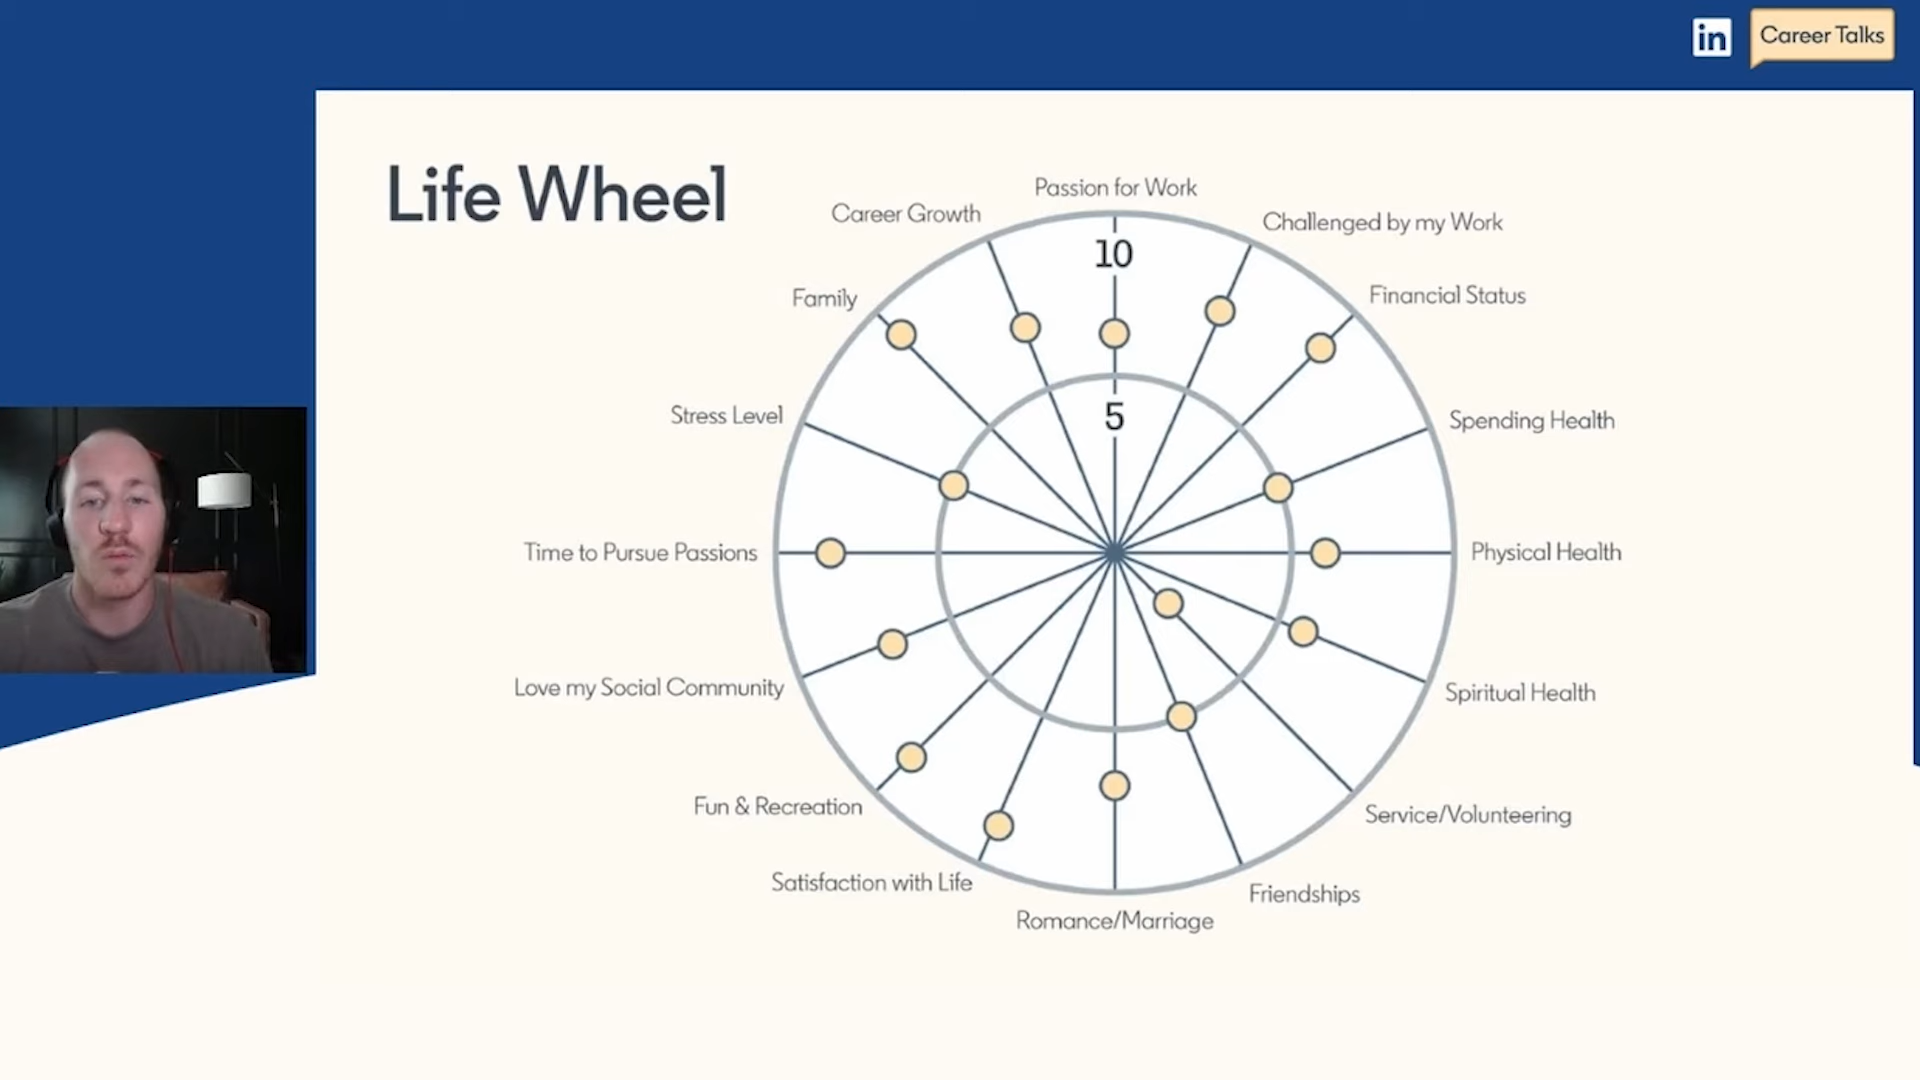 in
Career Talks
Life Wheel
Passion for Work
Career Growth
Challenged by my Work
10
Family
Financial Status
Stress Level
5
Spending Health
Time to Pursue Passions
Physical Health
Love my Social Community
Spiritual Health
Fun & Recreation
Service/Volunteering
Satisfaction with Life
Friendships
Romance/Marriage